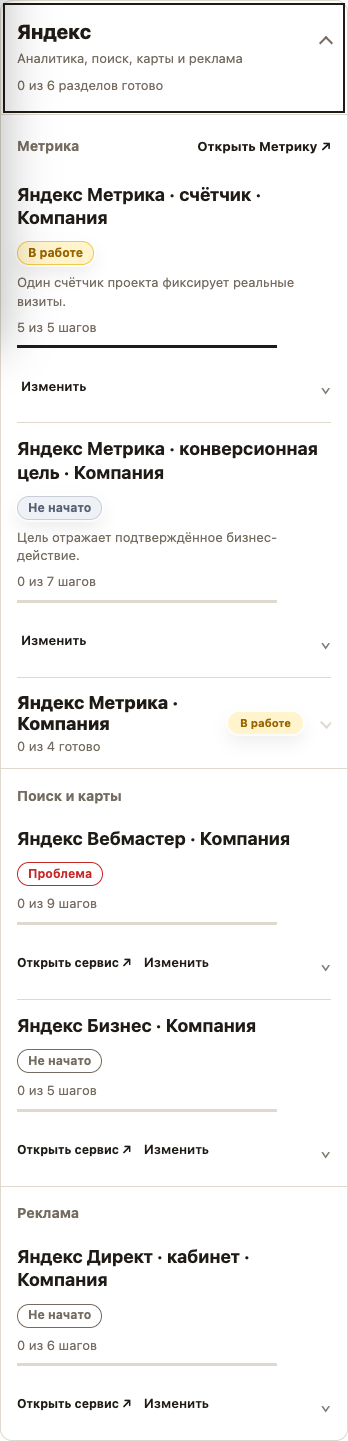 Яндекс
Аналитика, поиск, карты и реклама
0 из 6 разделов готово
Метрика
Открыть Метрику ↗
Яндекс Метрика · счётчик ·
Компания
В работе
Один счётчик проекта фиксирует реальные
визиты.
5 из 5 шагов
Изменить
Яндекс Метрика · конверсионная
цель · Компания
Не начато
Цель отражает подтверждённое бизнес-
действие.
0 из 7 шагов
Изменить
Яндекс Метрика ·
Компания
В работе
0 из 4 готово
Поиск и карты
Яндекс Вебмастер · Компания
Проблема
0 из 9 шагов
Открыть сервис ↗ Изменить
Яндекс Бизнес · Компания
Не начато
0 из 5 шагов
Открыть сервис ↗ Изменить
Реклама
Яндекс Директ · кабинет ·
Компания
Не начато
0 из 6 шагов
Открыть сервис ↗ Изменить